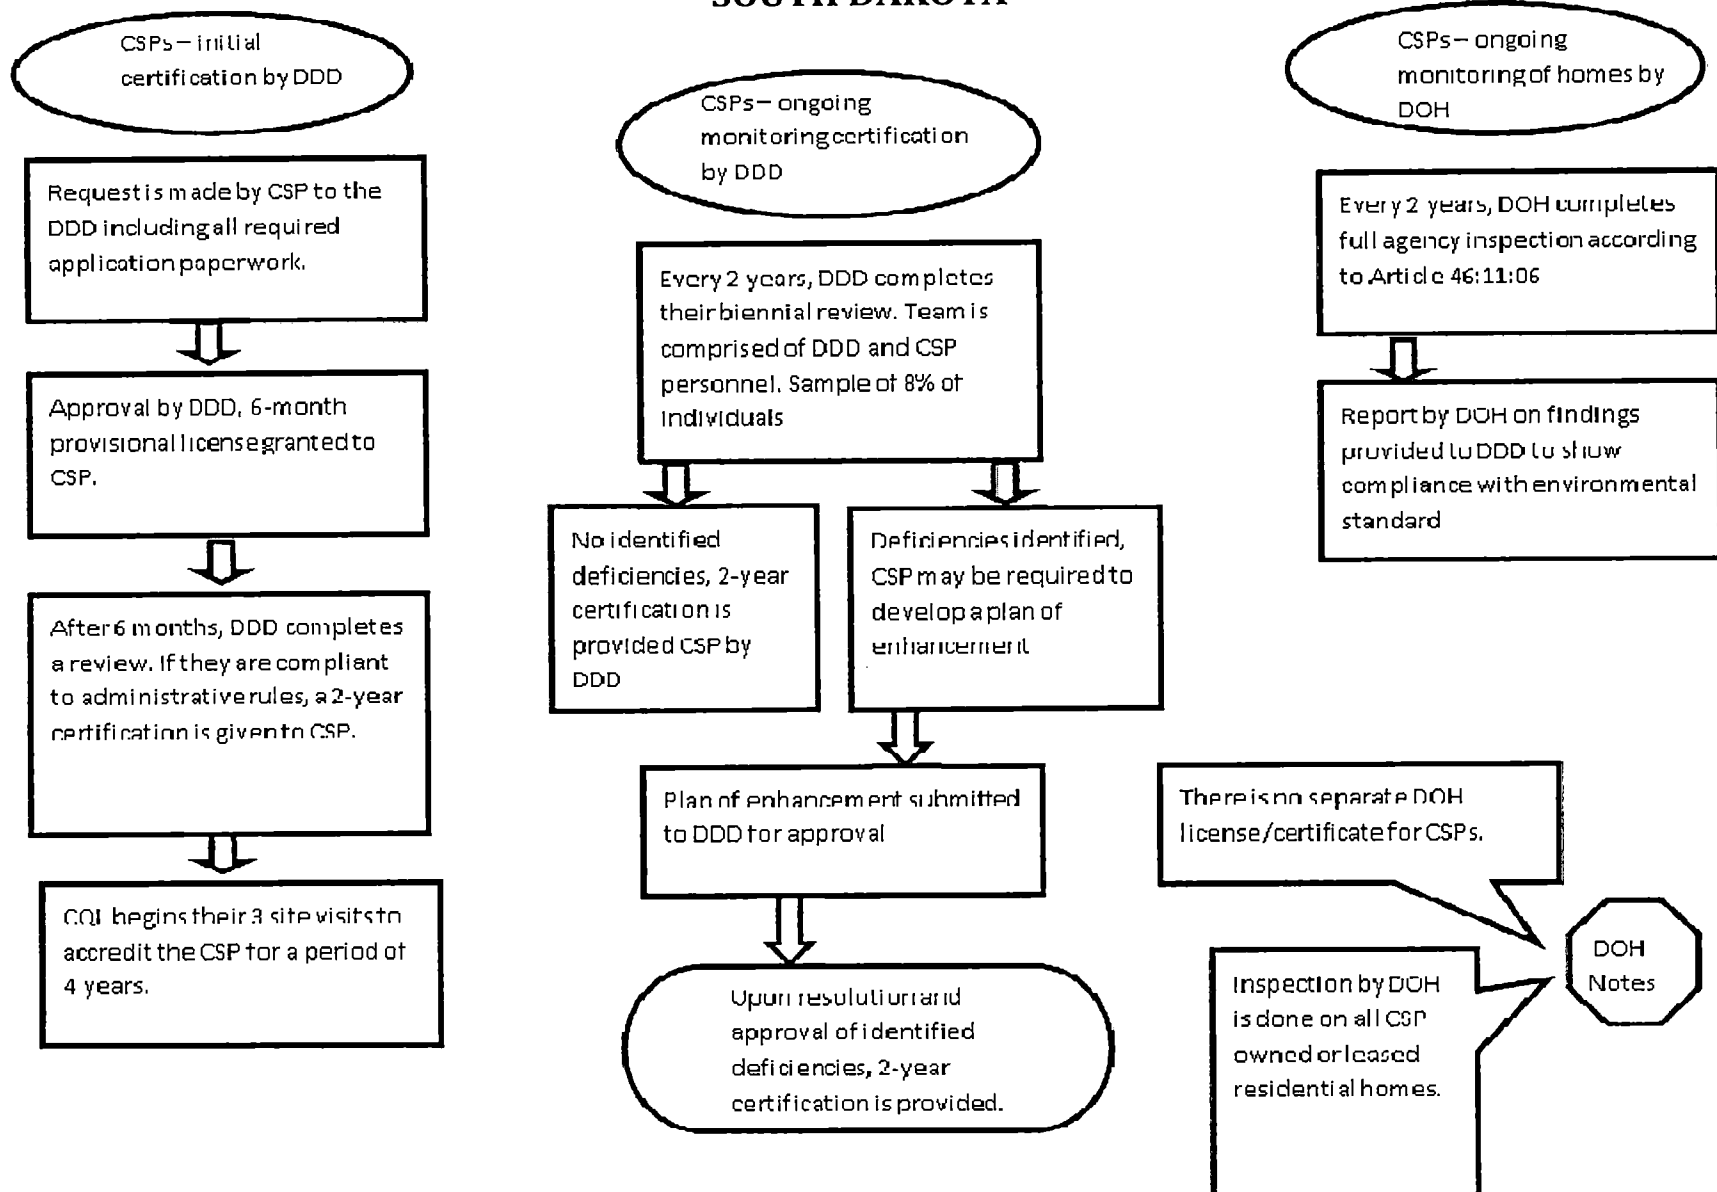 SOUTH DAKOTA
CSPs – initial
certification by DDD
Request is made by CSP to the
DDD including all required
application paperwork.
Approval by DDD, 6-month
provisional license granted to
CSP.
After 6 months, DDD completes
a review. If they are compliant
to administrative rules, a 2-year
certification is given to CSP.
CQL begins their 3 site visits to
accredit the CSP for a period of
4 years.
CSPs – ongoing
monitoring certification
by DDD
Every 2 years, DDD completes
their biennial review. Team is
comprised of DDD and CSP
personnel. Sample of 8% of
individuals
No identified
deficiencies, 2-year
certification is
provided CSP by
DDD
Deficiencies identified,
CSP may be required to
develop a plan of
enhancement
Plan of enhancement submitted
to DDD for approval
Upon resolution and
approval of identified
deficiencies, 2-year
certification is provided.
CSPs – ongoing
monitoring of homes by
DOH
Every 2 years, DOH completes
full agency inspection according
to Article 46:11:06
Report by DOH on findings
provided to DDD to show
compliance with environmental
standard
There is no separate DOH
license/certificate for CSPs.
DOH
Notes
Inspection by DOH
is done on all CSP
owned or leased
residential homes.